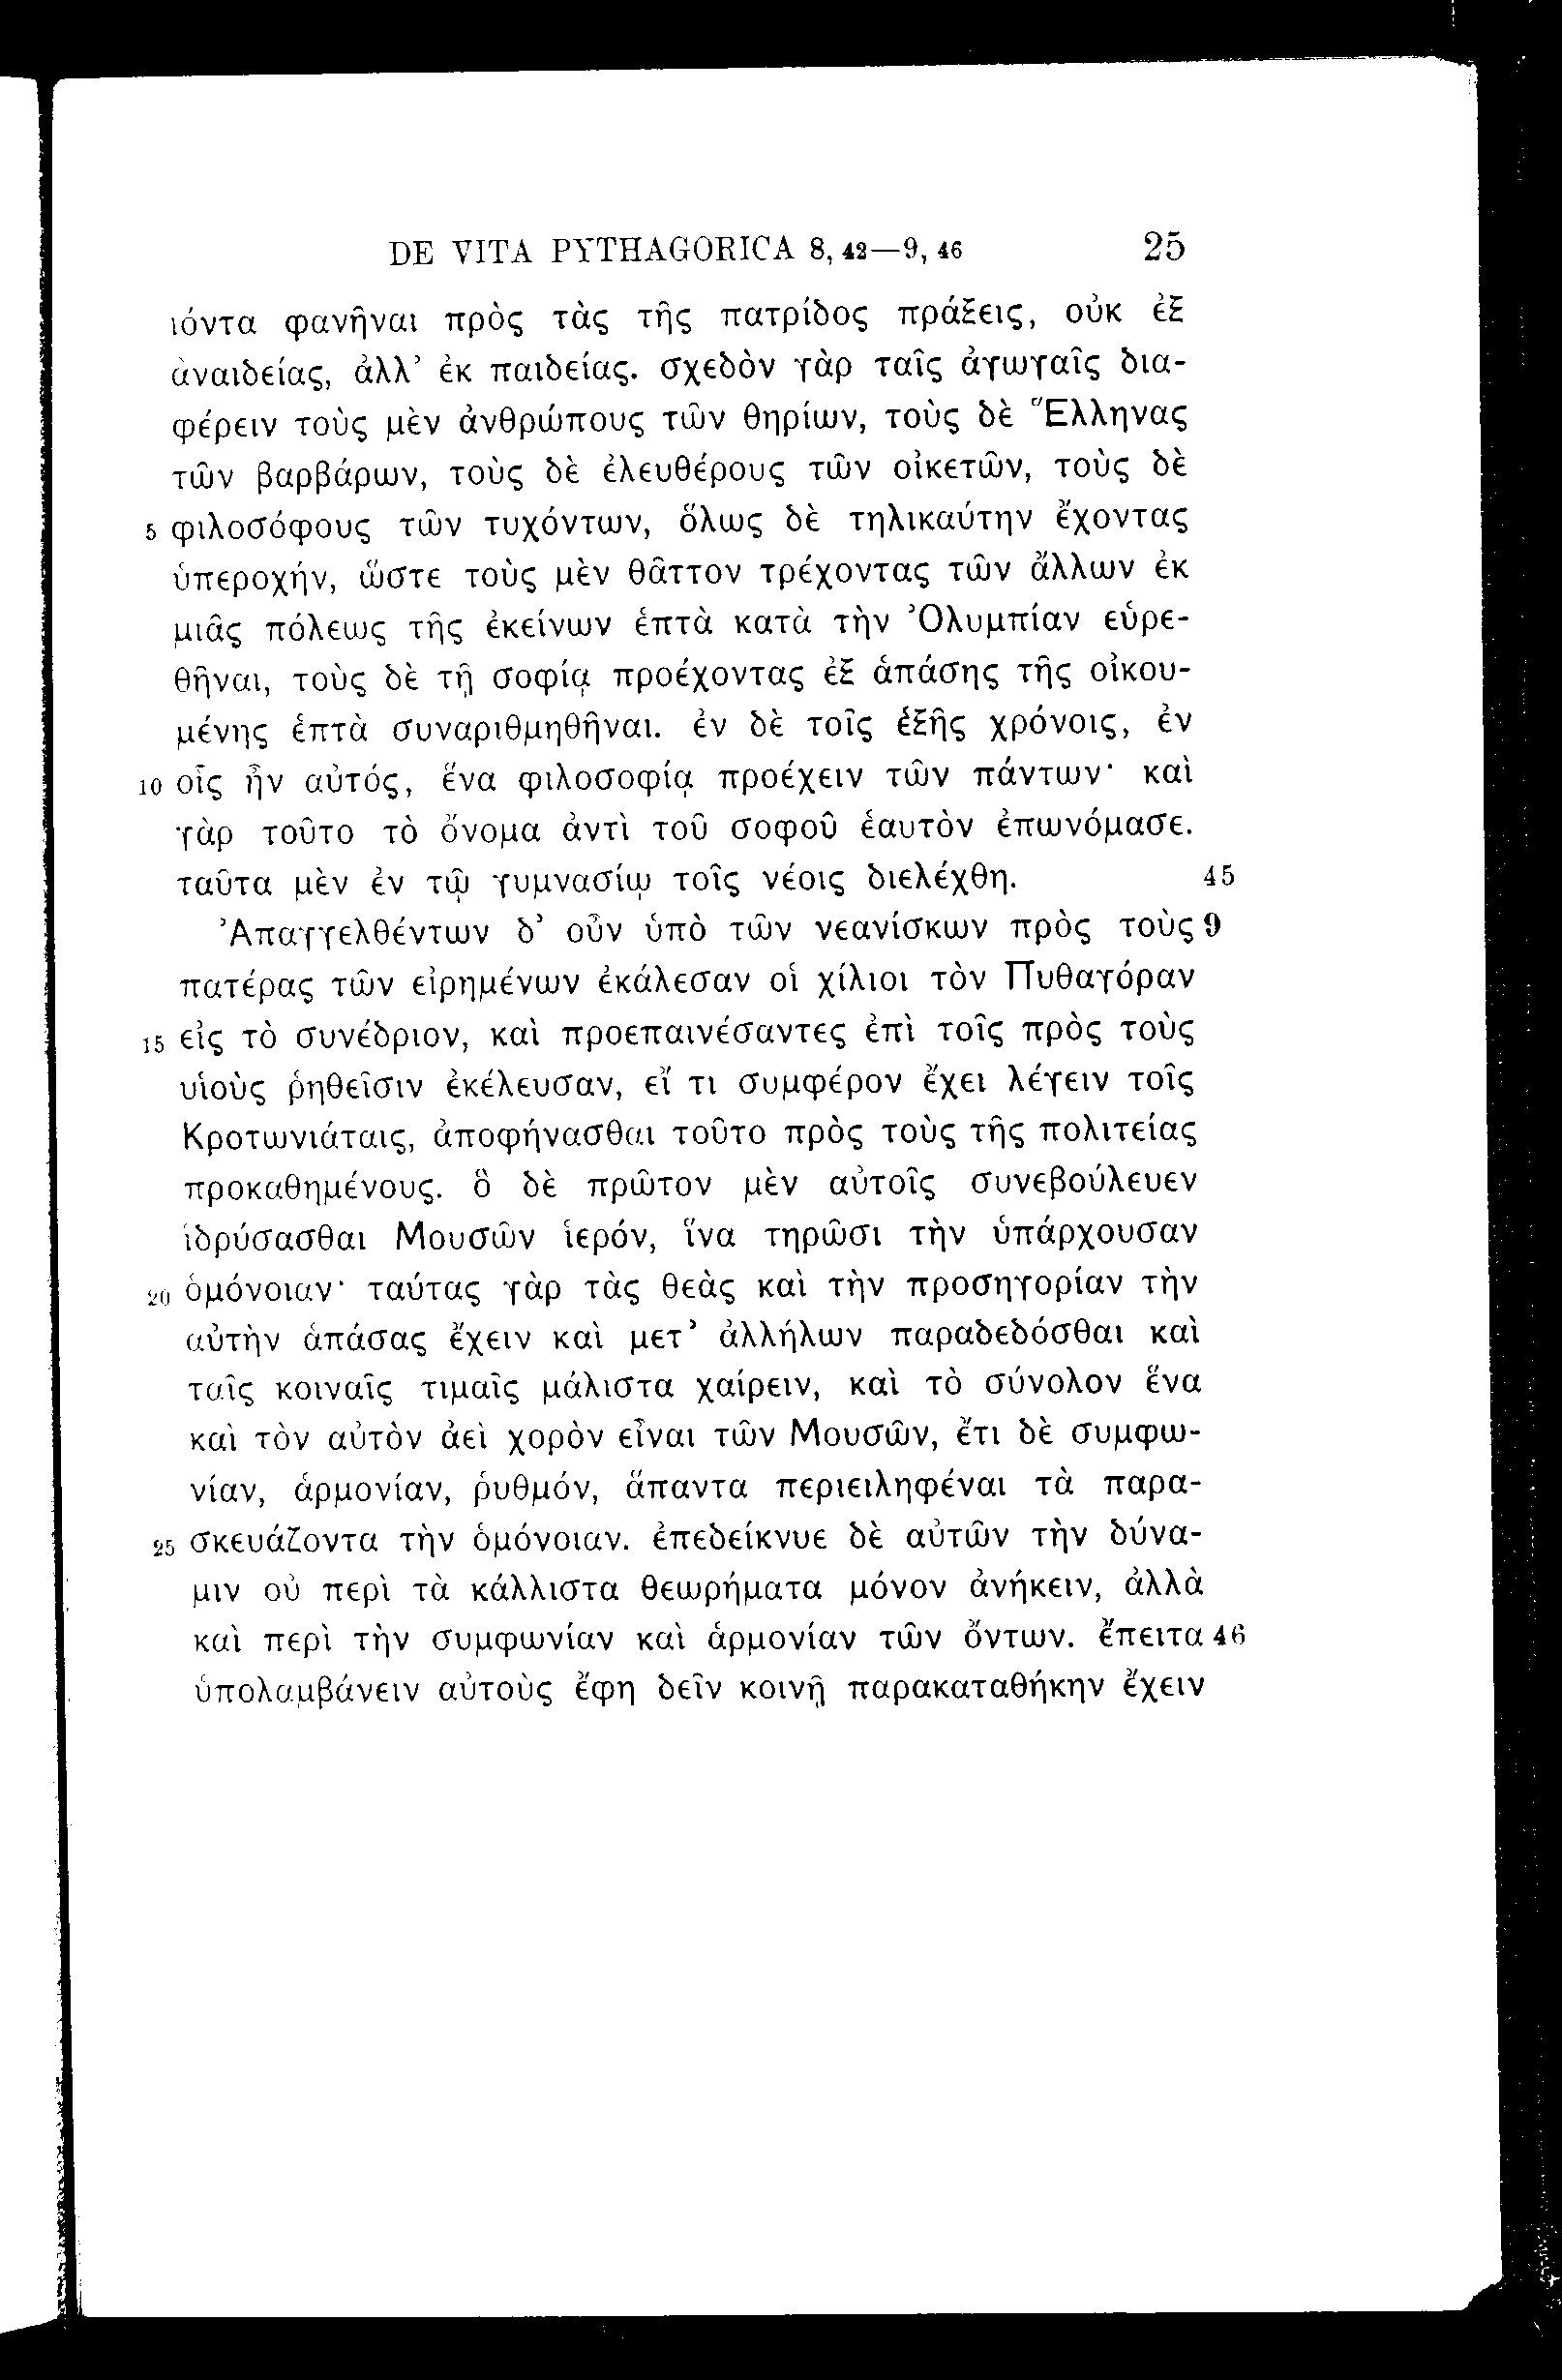 DE VITA PYTHAGORICA 8, 43—9, 46 25
ιόντα φανῆναι πρὸς τὰς τῆς πατρίδος πράξεις, οὐκ ἐξ
ἀναιδείας, ἀλλ’ ἐκ παιδείας. σχεδὸν γὰρ ταῖς ἀγωγαῖς δια-
φέρειν τοὺς μὲν ἀνθρώπους τῶν θηρίων, τοὺς δὲ Ἕλληνας
τῶν βαρβάρων, τοὺς δὲ ἐλευθέρους τῶν οἰκετῶν, τοὺς δὲ
5 φιλοσόφους τῶν τυχόντων, ὅλως δὲ τηλικαύτην ἔχοντας
ὑπεροχήν, ὥστε τοὺς μὲν θᾶττον τρέχοντας τῶν ἄλλων ἐκ
μιᾶς πόλεως τῆς ἐκείνων ἑπτὰ κατὰ τὴν Ὀλυμπίαν εὑρε-
θῆναι, τοὺς δὲ τῇ σοφίᾳ προέχοντας ἐξ ἁπάσης τῆς οἰκου-
μένης ἑπτὰ συναριθμηθῆναι. ἐν δὲ τοῖς ἑξῆς χρόνοις, ἐν
10 οἷς ἦν αὐτός, ἕνα φιλοσοφίᾳ προέχειν τῶν πάντων· καὶ
γὰρ τοῦτο τὸ ὄνομα ἀντὶ τοῦ σοφοῦ ἑαυτὸν ἐπωνόμασε.
ταῦτα μὲν ἐν τῷ γυμνασίῳ τοῖς νέοις διελέχθη. 45
Ἀπαγγελθέντων δ’ οὖν ὑπὸ τῶν νεανίσκων πρὸς τοὺς 9
πατέρας τῶν εἰρημένων ἐκάλεσαν οἱ χίλιοι τὸν Πυθαγόραν
15 εἰς τὸ συνέδριον, καὶ προεπαινέσαντες ἐπὶ τοῖς πρὸς τοὺς
υἱοὺς ῥηθεῖσιν ἐκέλευσαν, εἴ τι συμφέρον ἔχει λέγειν τοῖς
Κροτωνιάταις, ἀποφήνασθαι τοῦτο πρὸς τοὺς τῆς πολιτείας
προκαθημένους. ὃ δὲ πρῶτον μὲν αὐτοῖς συνεβούλευεν
ἱδρύσασθαι Μουσῶν ἱερόν, ἵνα τηρῶσι τὴν ὑπάρχουσαν
20 ὁμόνοιαν· ταύτας γὰρ τὰς θεὰς καὶ τὴν προσηγορίαν τὴν
αὐτὴν ἁπάσας ἔχειν καὶ μετ’ ἀλλήλων παραδεδόσθαι καὶ
ταῖς κοιναῖς τιμαῖς μάλιστα χαίρειν, καὶ τὸ σύνολον ἕνα
καὶ τὸν αὐτὸν ἀεὶ χορὸν εἶναι τῶν Μουσῶν, ἔτι δὲ συμφω-
νίαν, ἁρμονίαν, ῥυθμόν, ἅπαντα περιειληφέναι τὰ παρα-
25 σκευάζοντα τὴν ὁμόνοιαν. ἐπεδείκνυε δὲ αὐτῶν τὴν δύνα-
μιν οὐ περὶ τὰ κάλλιστα θεωρήματα μόνον ἀνήκειν, ἀλλὰ
καὶ περὶ τὴν συμφωνίαν καὶ ἁρμονίαν τῶν ὄντων. ἔπειτα 46
ὑπολαμβάνειν αὐτοὺς ἔφη δεῖν κοινῇ παρακαταθήκην ἔχειν